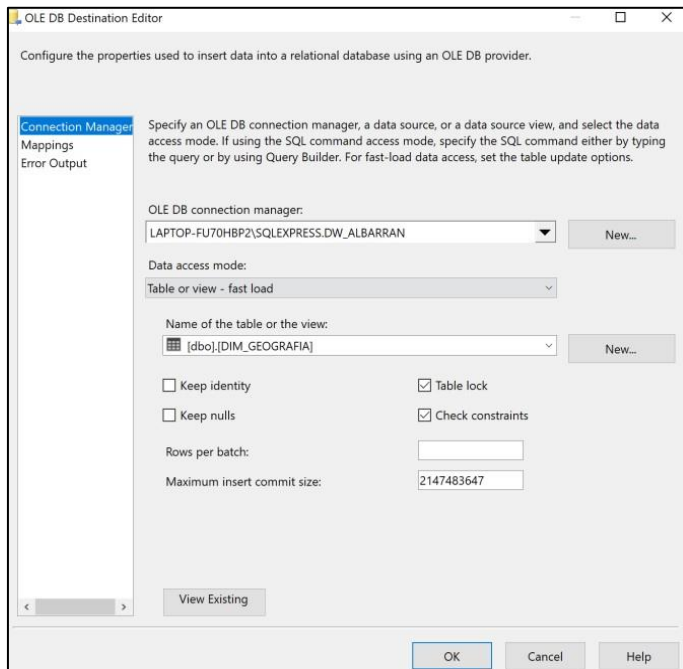 OLE DB Destination Editor
Configure the properties used to insert data into a relational database using an OLE DB provider.
Connection Manager
Mappings
Error Output
Specify an OLE DB connection manager, a data source, or a data source view, and select the data
access mode. If using the SQL command access mode, specify the SQL command either by typing
the query or by using Query Builder. For fast-load data access, set the table update options.
OLE DB connection manager:
LAPTOP-FU70HBP2\SQLEXPRESS.DW_ALBARRAN
New...
Data access mode:
Table or view - fast load
Name of the table or the view:
[dbo].[DIM_GEOGRAFIA]
New...
Keep identity
Table lock
Keep nulls
Check constraints
Rows per batch:
Maximum insert commit size:
2147483647
View Existing
OK
Cancel
Help